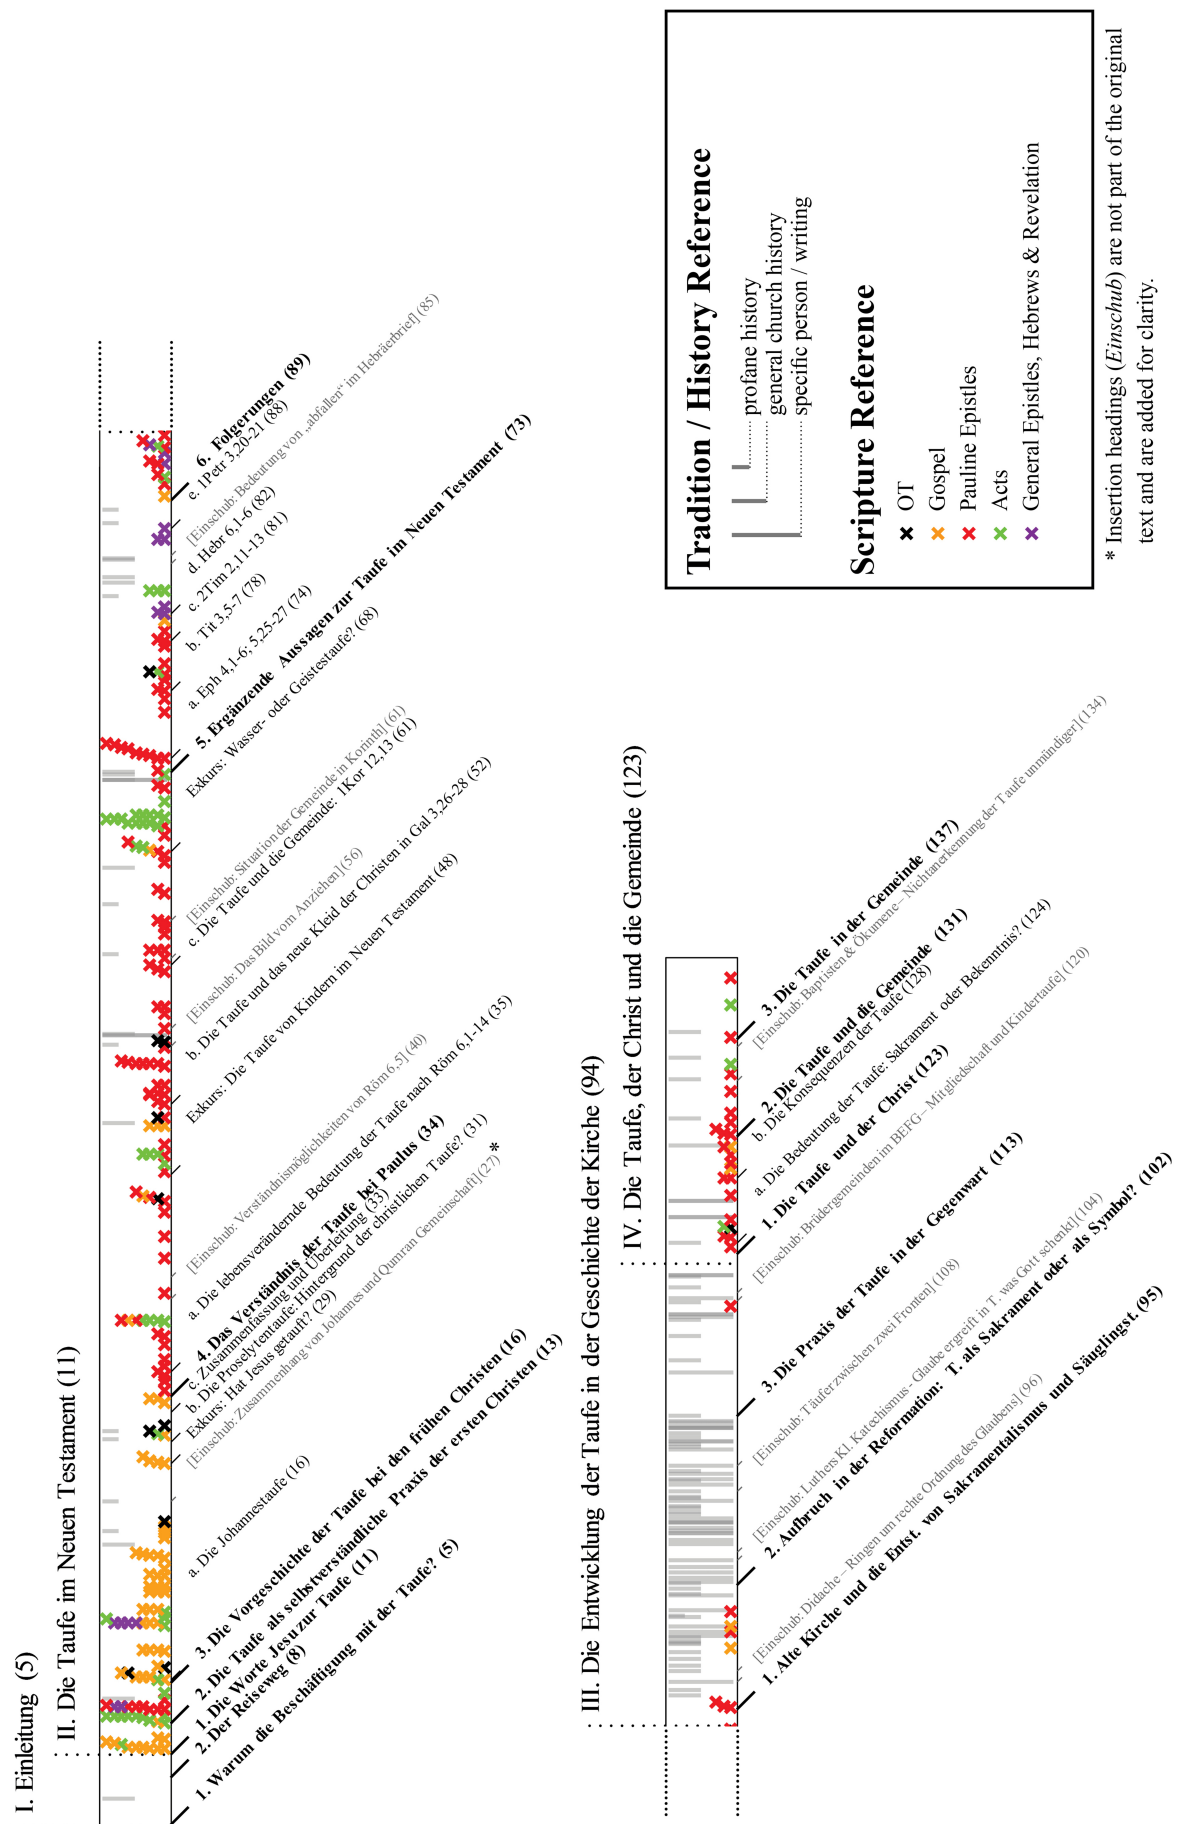 I. Einleitung (5)
1. Warum die Beschäftigung mit der Taufe? (5)
2. Der Reiseweg (8)
II. Die Taufe im Neuen Testament (11)
1. Die Worte Jesu zur Taufe (11)
2. Die Taufe als selbstverständliche Praxis der ersten Christen (13)
3. Die Vorgeschichte der Taufe bei den frühen Christen (16)
a. Die Johannestaufe (16)
[Einschub: Zusammenhang von Johannes und Qumran Gemeinschaft] (27)*
Exkurs: Hat Jesus getauft? (29)
b. Die Proselytentaufe: Hintergrund der christlichen Taufe? (31)
c. Zusammenfassung und Überleitung (33)
4. Das Verständnis der Taufe bei Paulus (34)
a. Die lebensverändernde Bedeutung der Taufe nach Röm 6,1-14 (35)
[Einschub: Verständnismöglichkeiten von Röm 6,5] (40)
Exkurs: Die Taufe von Kindern im Neuen Testament (48)
b. Die Taufe und das neue Kleid der Christen in Gal 3,26-28 (52)
[Einschub: Das Bild vom Anziehen] (56)
c. Die Taufe und die Gemeinde: 1Kor 12,13 (61)
[Einschub: Situation der Gemeinde in Korinth] (61)
Exkurs: Wasser- oder Geistestaufe? (68)
5. Ergänzende Aussagen zur Taufe im Neuen Testament (73)
a. Eph 4,1-6; 5,25-27 (74)
b. Tit 3,5-7 (78)
c. 2Tim 2,11-13 (81)
d. Hebr 6,1-6 (82)
[Einschub: Bedeutung von „abfallen“ im Hebräerbrief] (85)
e. 1Petr 3,20-21 (88)
6. Folgerungen (89)
III. Die Entwicklung der Taufe in der Geschichte der Kirche (94)
1. Alte Kirche und die Entst. von Sakramentalismus und Säuglingst. (95)
[Einschub: Didache – Ringen um rechte Ordnung des Glaubens] (96)
2. Aufbruch in der Reformation: T. als Sakrament oder als Symbol? (102)
[Einschub: Luthers Kl. Katechismus - Glaube ergreift in T. was Gott schenkt] (104)
[Einschub: Täufer zwischen zwei Fronten] (108)
3. Die Praxis der Taufe in der Gegenwart (113)
[Einschub: Brüdergemeinden im BEFG – Mitgliedschaft und Kindertaufe] (120)
IV. Die Taufe, der Christ und die Gemeinde (123)
1. Die Taufe und der Christ (123)
a. Die Bedeutung der Taufe: Sakrament oder Bekenntnis? (124)
b. Die Konsequenzen der Taufe (128)
2. Die Taufe und die Gemeinde (131)
[Einschub: Baptisten & Ökumene – Nichtanerkennung der Taufe unmündiger] (134)
3. Die Taufe in der Gemeinde (137)
Tradition / History Reference
profane history
general church history
specific person / writing
Scripture Reference
OT
Gospel
Pauline Epistles
Acts
General Epistles, Hebrews & Revelation
* Insertion headings (Einschub) are not part of the original
text and are added for clarity.